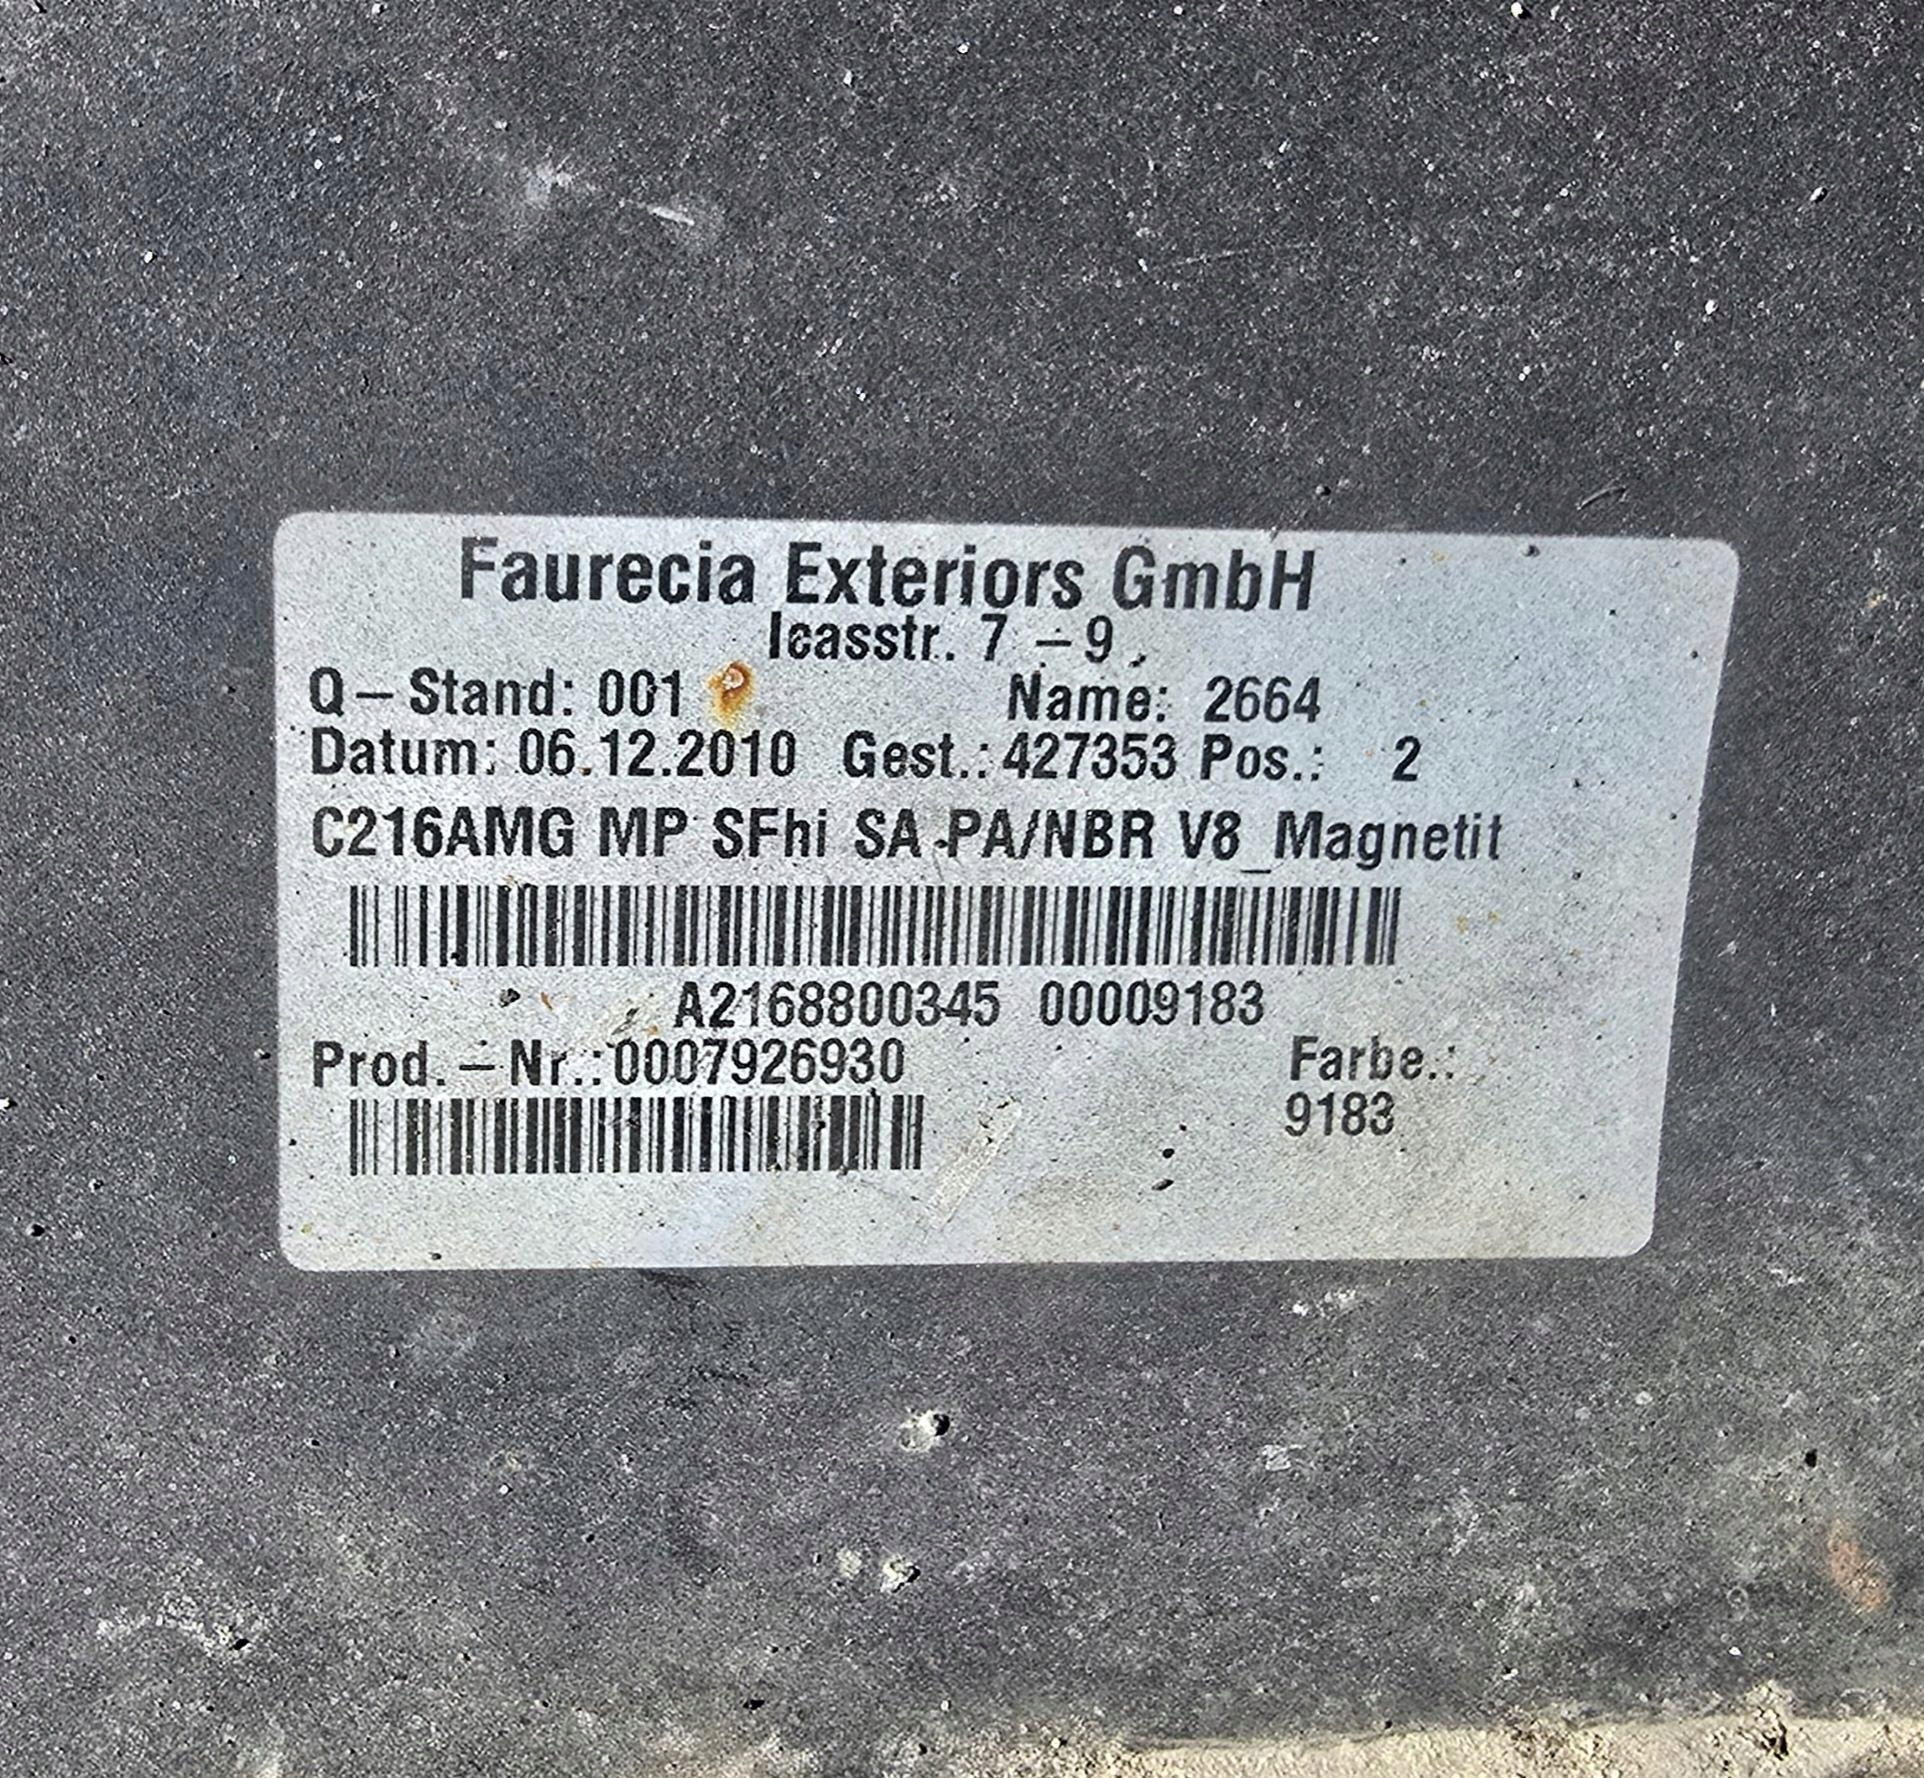 Faurecia Exteriors GmbH
Icasstr. 7 -9
Q-Stand: 001 Name: 2664
Datum: 06.12.2010 Gest.: 427353 Pos.: 2
C216AMG MP SFhi SA PA/NBR V8_Magnetit
A2168800345 00009183
Prod.-Nr.:0007926930 Farbe.:
9183